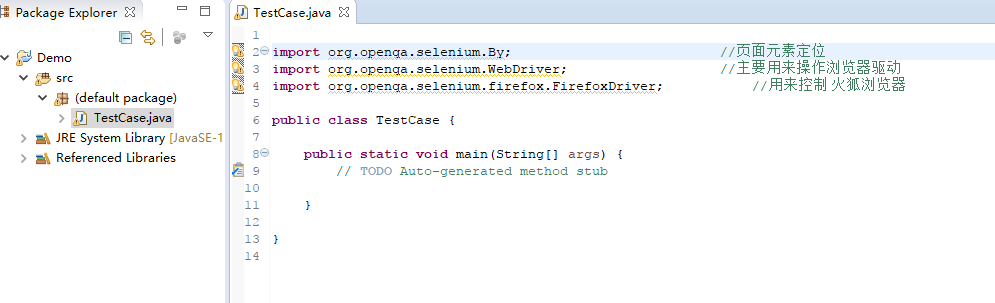 Package Explorer
Demo
src
(default package)
TestCase.java
JRE System Library [JavaSE-1
Referenced Libraries
TestCase.java
1
2 import org.openqa.selenium.By; //页面元素定位
3 import org.openqa.selenium.WebDriver; //主要用来操作浏览器驱动
4 import org.openqa.selenium.firefox.FirefoxDriver; //用来控制 火狐浏览器
5
6 public class TestCase {
7
8 public static void main(String[] args) {
9 // TODO Auto-generated method stub
10
11 }
12
13 }
14